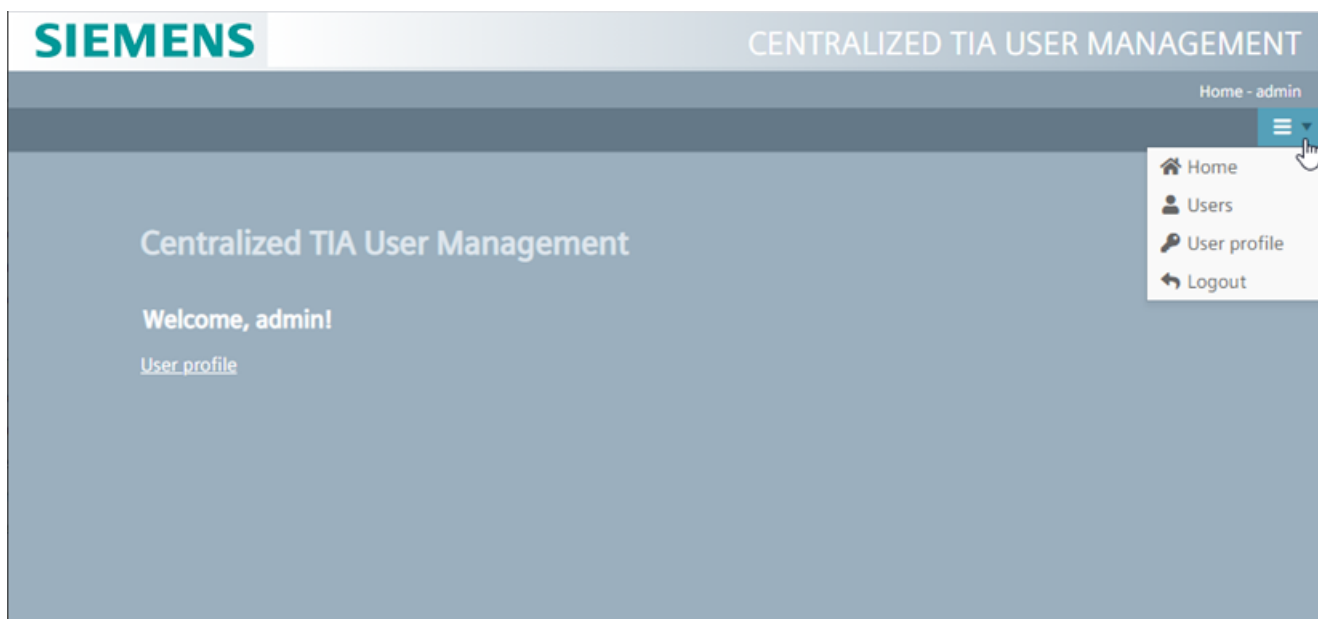 SIEMENS
CENTRALIZED TIA USER MANAGEMENT
Home - admin
Home
Users
User profile
Logout
Centralized TIA User Management
Welcome, admin!
User profile